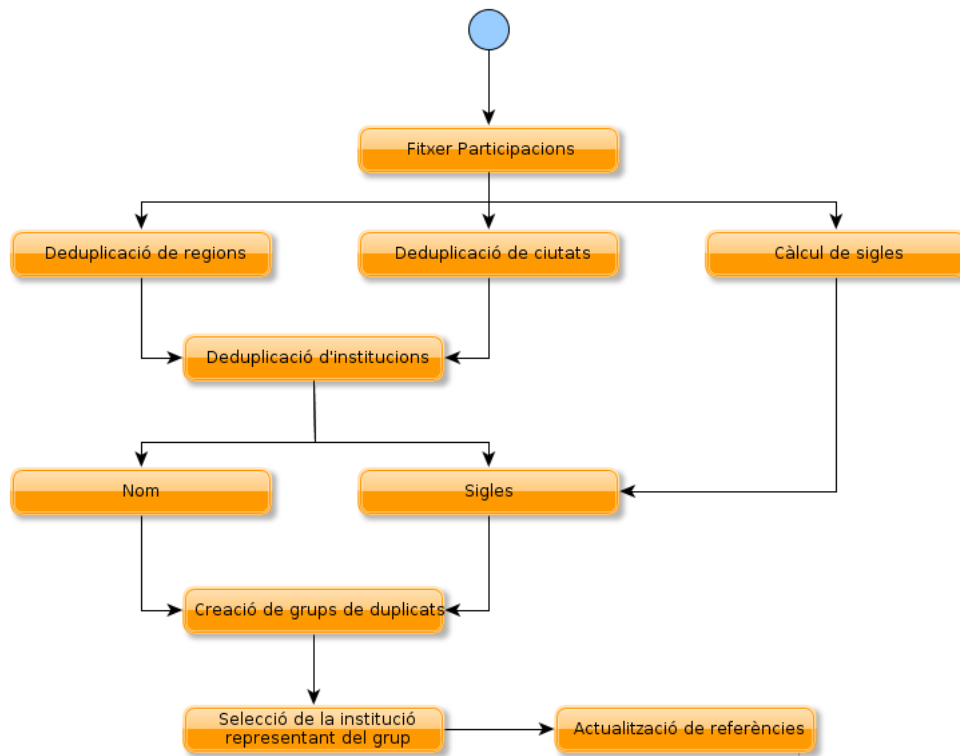 Fitxer Participacions
Deduplicació de regions
Deduplicació de ciutats
Càlcul de sigles
Deduplicació d'institucions
Nom
Sigles
Creació de grups de duplicats
Selecció de la institució
representant del grup
Actualització de referències